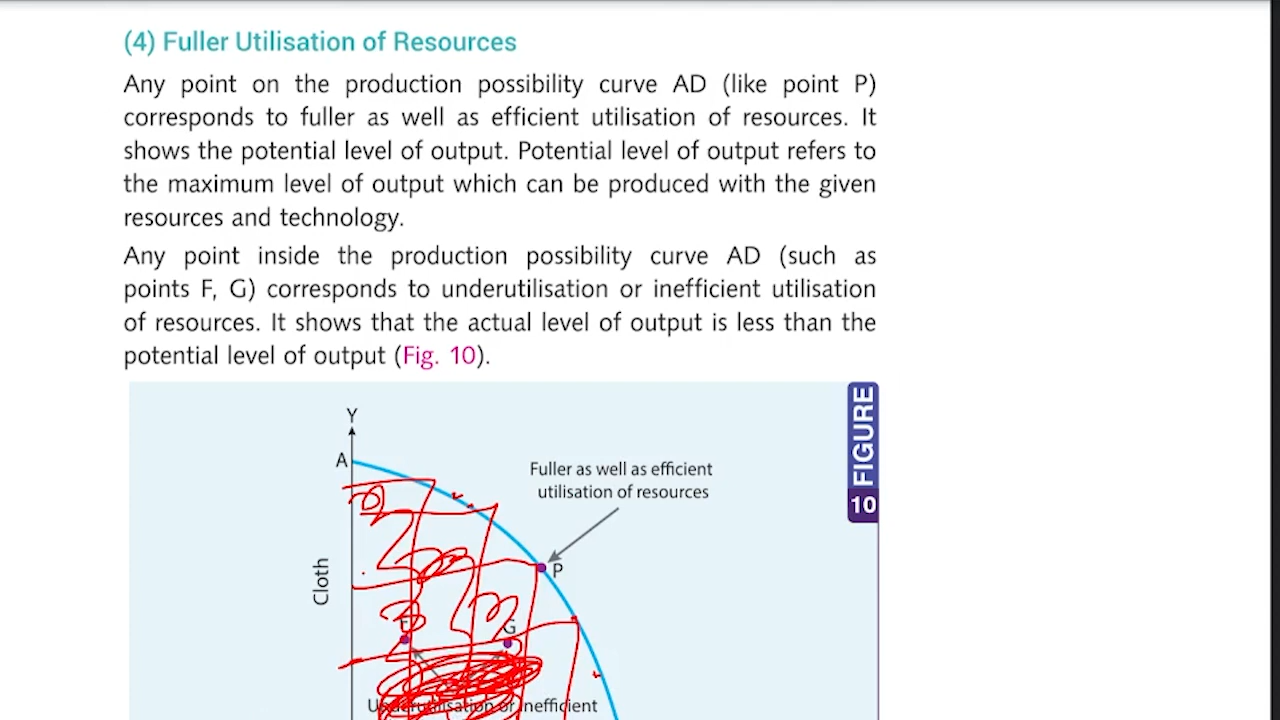 (4) Fuller Utilisation of Resources
Any point on the production possibility curve AD (like point P)
corresponds to fuller as well as efficient utilisation of resources. It
shows the potential level of output. Potential level of output refers to
the maximum level of output which can be produced with the given
resources and technology.
Any point inside the production possibility curve AD (such as
points F, G) corresponds to underutilisation or inefficient utilisation
of resources. It shows that the actual level of output is less than the
potential level of output (Fig. 10).
FIGURE
10
Y
A
Fuller as well as efficient
utilisation of resources
P
Cloth
F
G
Underutilisation or inefficient